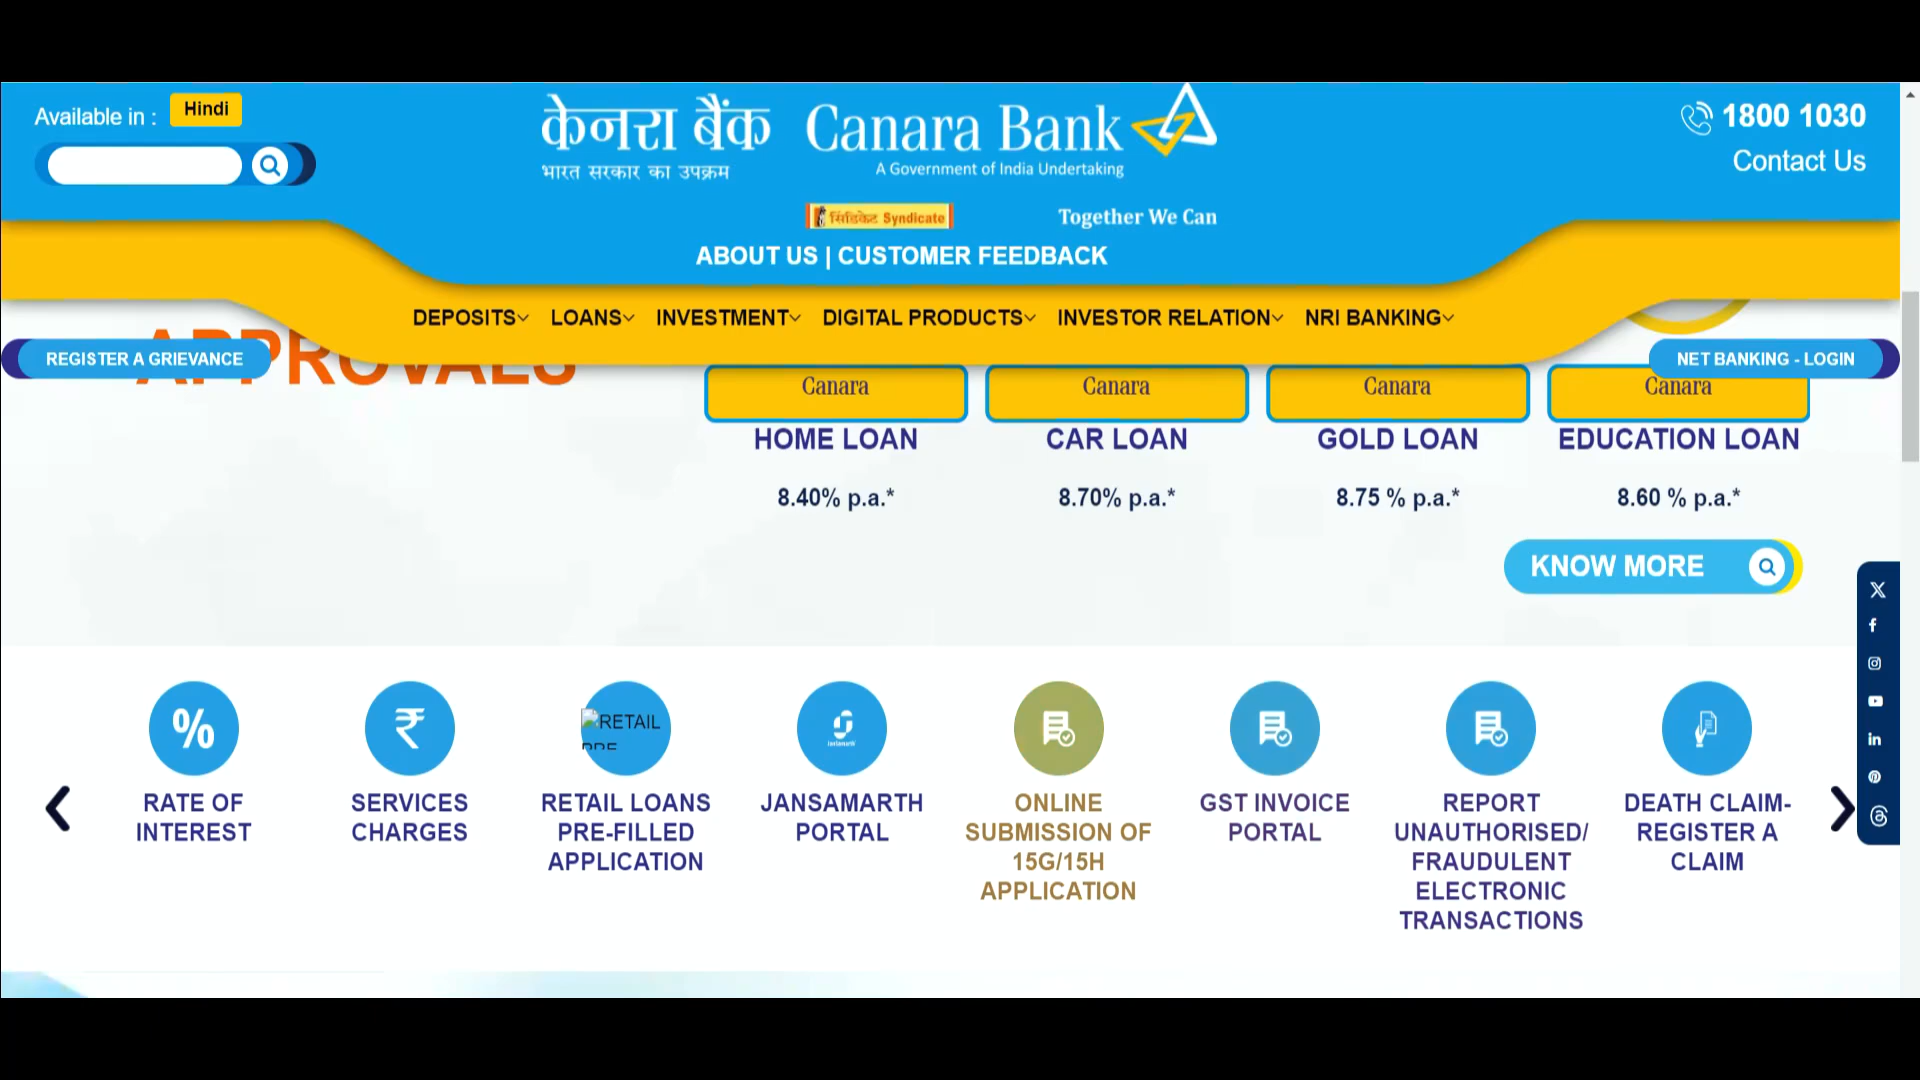 Available in :
Hindi
केनरा बैंक
भारत सरकार का उपक्रम
Canara Bank
A Government of India Undertaking
सिंडिकेट Syndicate
Together We Can
1800 1030
Contact Us
ABOUT US | CUSTOMER FEEDBACK
DEPOSITS LOANS INVESTMENT DIGITAL PRODUCTS INVESTOR RELATION NRI BANKING
REGISTER A GRIEVANCE
NET BANKING - LOGIN
APPROVALS
Canara
HOME LOAN
8.40% p.a.*
Canara
CAR LOAN
8.70% p.a.*
Canara
GOLD LOAN
8.75 % p.a.*
Canara
EDUCATION LOAN
8.60 % p.a.*
KNOW MORE
%
RATE OF
INTEREST
₹
SERVICES
CHARGES
RETAIL
PRE
RETAIL LOANS
PRE-FILLED
APPLICATION
JanSamarth
JANSAMARTH
PORTAL
ONLINE
SUBMISSION OF
15G/15H
APPLICATION
GST INVOICE
PORTAL
REPORT
UNAUTHORISED/
FRAUDULENT
ELECTRONIC
TRANSACTIONS
DEATH CLAIM-
REGISTER A
CLAIM